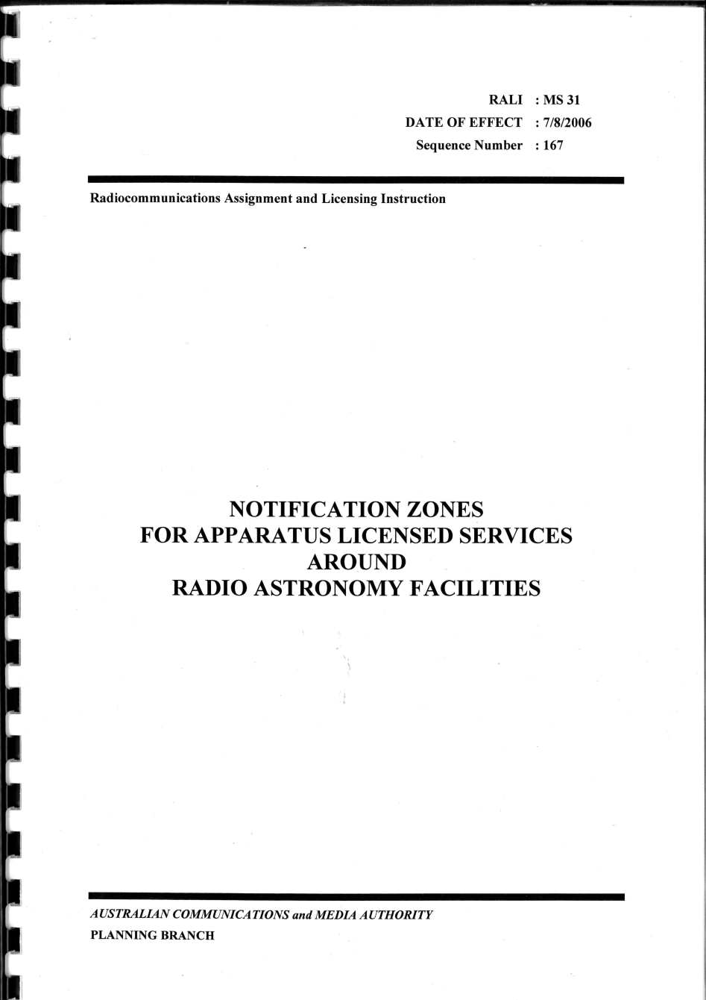 RALI : MS 31
DATE OF EFFECT : 7/8/2006
Sequence Number : 167
Radiocommunications Assignment and Licensing Instruction
NOTIFICATION ZONES
FOR APPARATUS LICENSED SERVICES
AROUND
RADIO ASTRONOMY FACILITIES
AUSTRALIAN COMMUNICATIONS and MEDIA AUTHORITY
PLANNING BRANCH